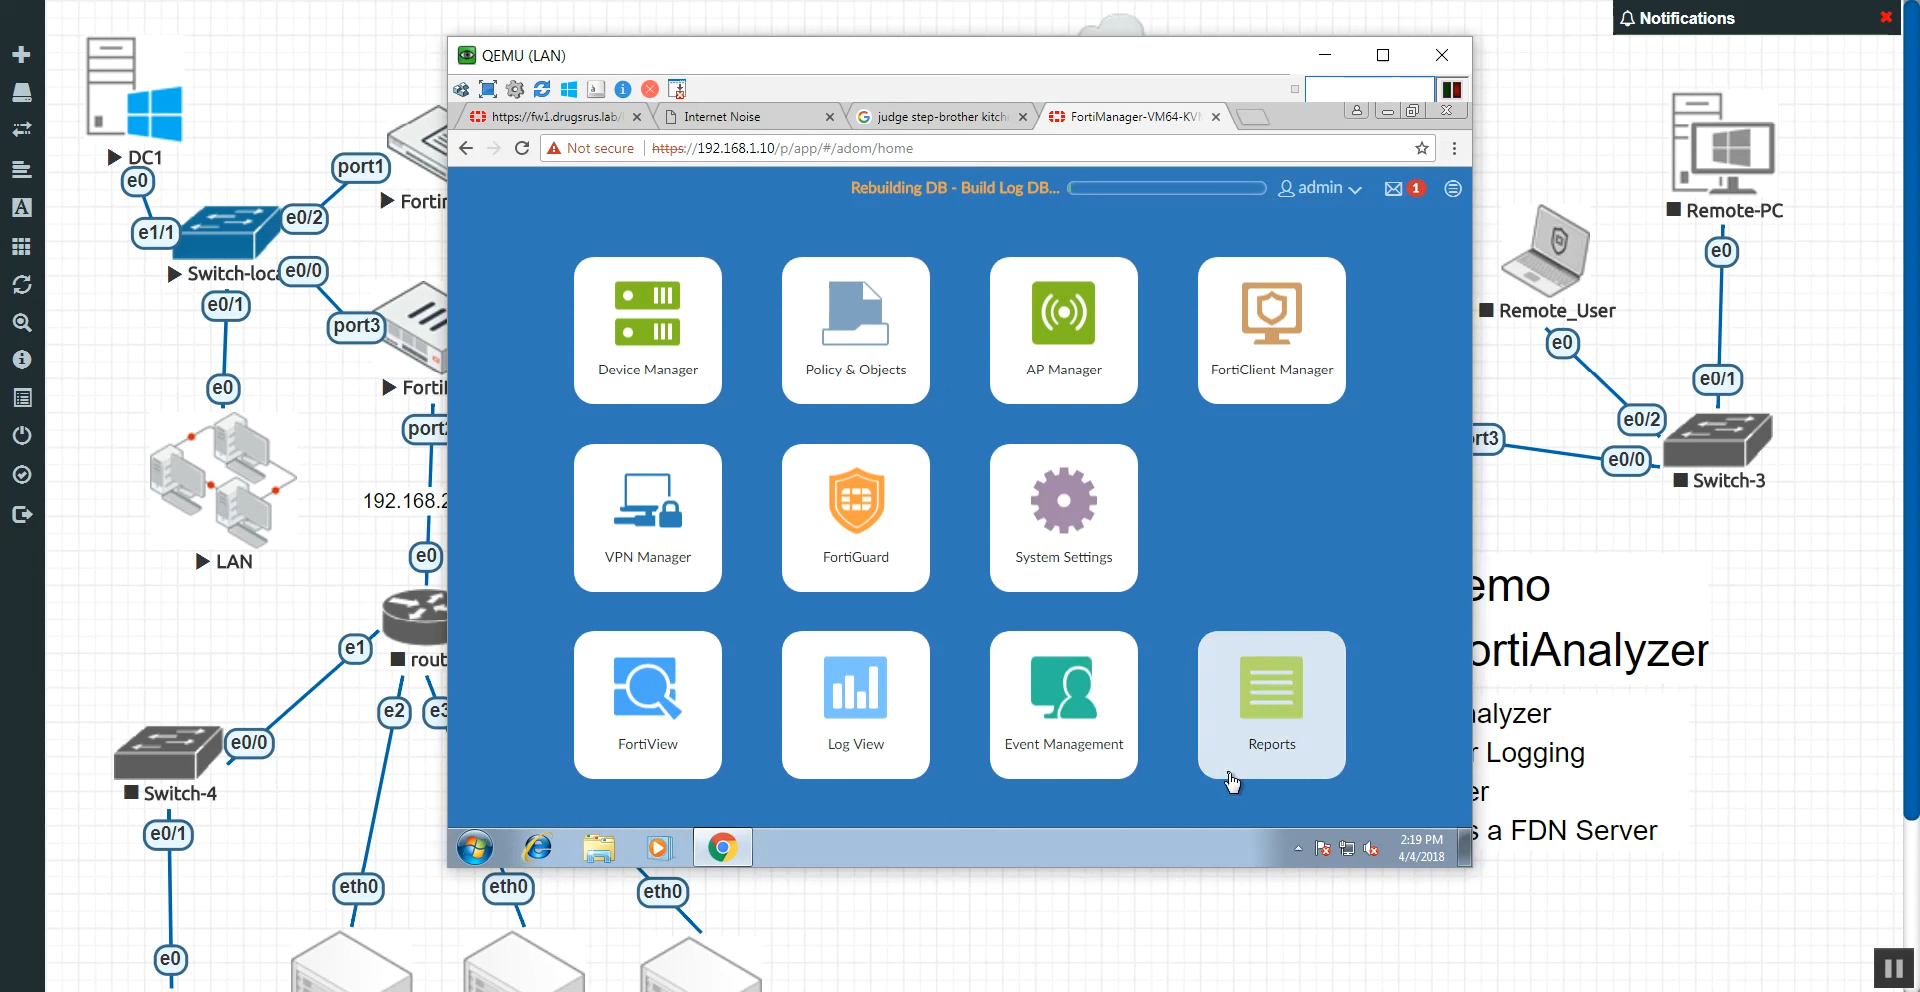 Notifications
DC1
e0
e1/1
port1
Fortin
e0/2
Switch-loca
e0/0
e0/1
port3
e0
Fortil
port2
LAN
192.168.2
e0
e1
rout
e2
e3
e0/0
Switch-4
e0/1
e0
eth0
eth0
eth0
QEMU (LAN)
https://fw1.drugsrus.lab/
Internet Noise
judge step-brother kitch
FortiManager-VM64-KV
Not secure
https://192.168.1.10/p/app/#/adom/home
Rebuilding DB - Build Log DB...
admin
1
Device Manager
Policy & Objects
AP Manager
FortiClient Manager
VPN Manager
FortiGuard
System Settings
FortiView
Log View
Event Management
Reports
2:19 PM
4/4/2018
Remote-PC
e0
Remote_User
e0
e0/1
e0/2
rt3
e0/0
Switch-3
emo
ortiAnalyzer
alyzer
r Logging
er
s a FDN Server